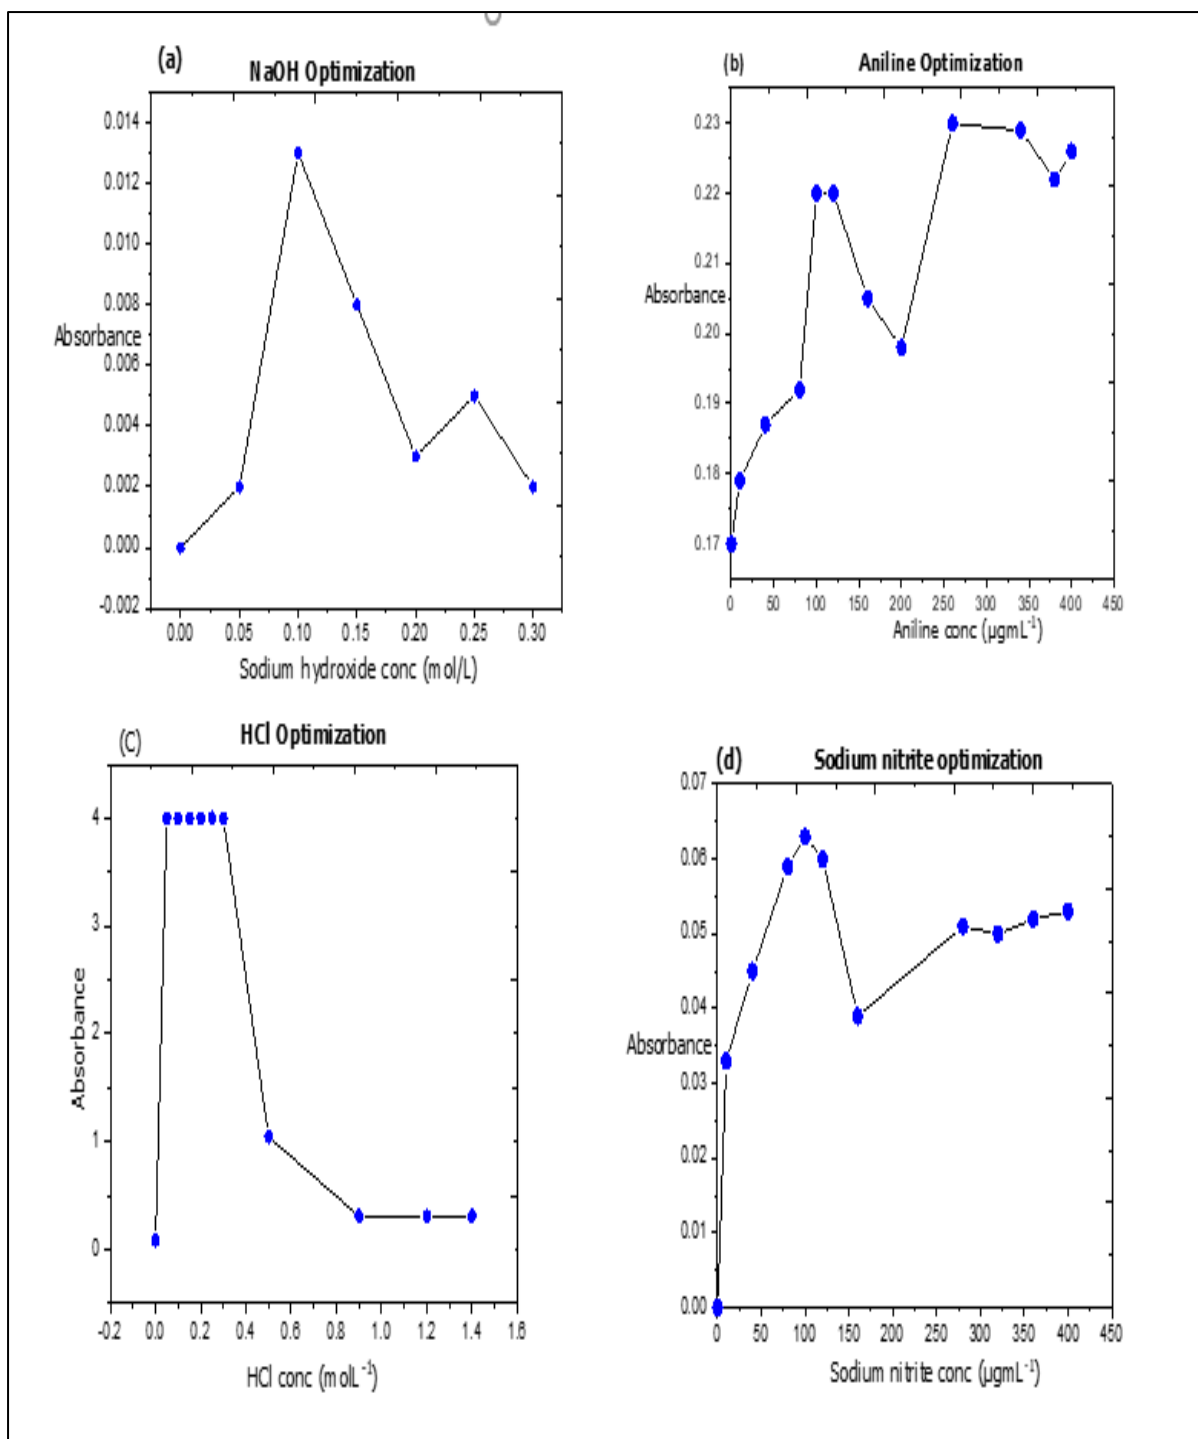 (a)
NaOH Optimization
0.014
0.012
0.010
0.008
Absorbance
0.006
0.004
0.002
0.000
-0.002
0.00 0.05 0.10 0.15 0.20 0.25 0.30
Sodium hydroxide conc (mol/L)
(b)
Aniline Optimization
0.23
0.22
0.21
Absorbance
0.20
0.19
0.18
0.17
0 50 100 150 200 250 300 350 400 450
Aniline conc (µgmL⁻¹)
(C)
HCl Optimization
4
3
2
Absorbance
1
0
-0.2 0.0 0.2 0.4 0.6 0.8 1.0 1.2 1.4 1.6
HCl conc (molL⁻¹)
(d)
Sodium nitrite optimization
0.07
0.06
0.05
0.04
Absorbance
0.03
0.02
0.01
0.00
0 50 100 150 200 250 300 350 400 450
Sodium nitrite conc (µgmL⁻¹)